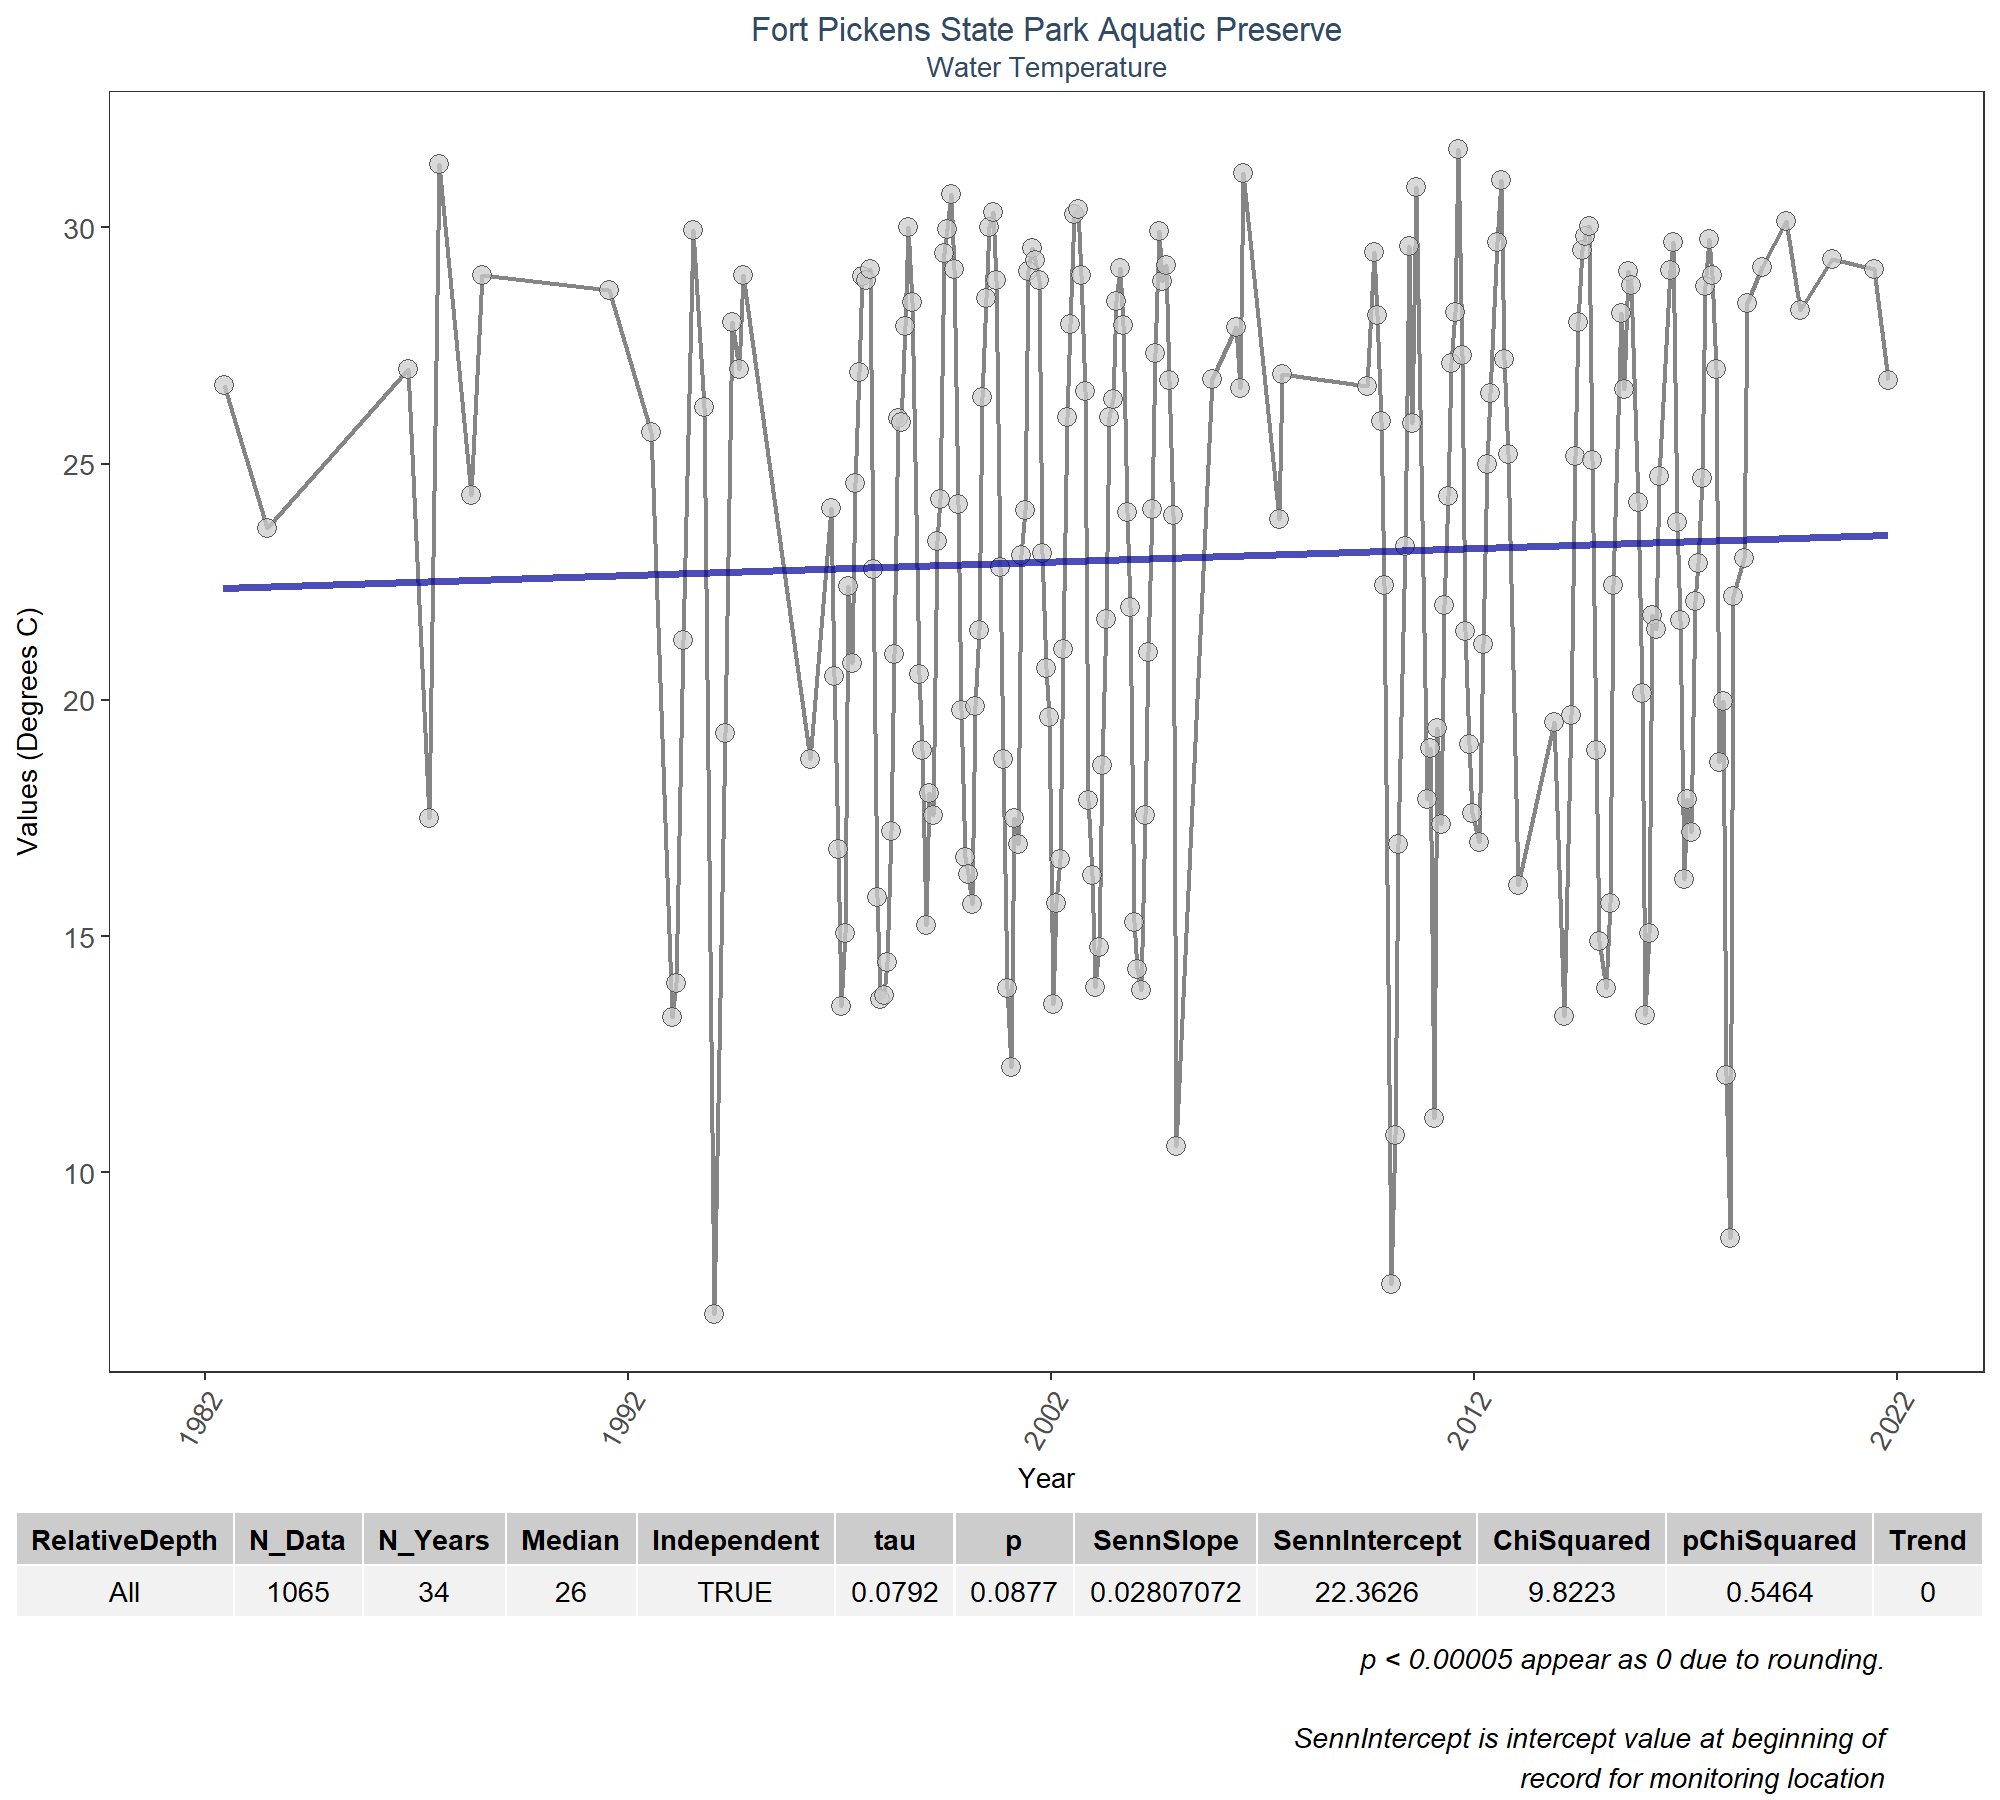 Fort Pickens State Park Aquatic Preserve
Water Temperature
Values (Degrees C)
30
25
20
15
10
1982 1992 2002 2012 2022
Year
RelativeDepth N_Data N_Years Median Independent tau p SennSlope SennIntercept ChiSquared pChiSquared Trend
All 1065 34 26 TRUE 0.0792 0.0877 0.02807072 22.3626 9.8223 0.5464 0
p < 0.00005 appear as 0 due to rounding.
SennIntercept is intercept value at beginning of
record for monitoring location